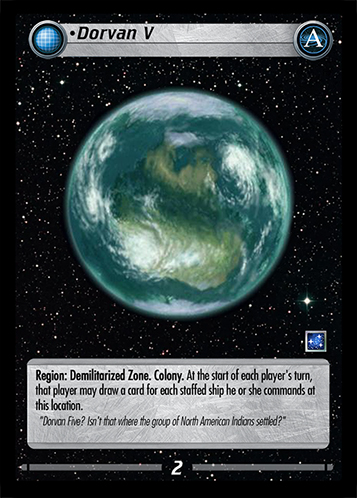 •Dorvan V
A
Region: Demilitarized Zone. Colony. At the start of each player's turn,
that player may draw a card for each staffed ship he or she commands at
this location.
"Dorvan Five? Isn't that where the group of North American Indians settled?"
2